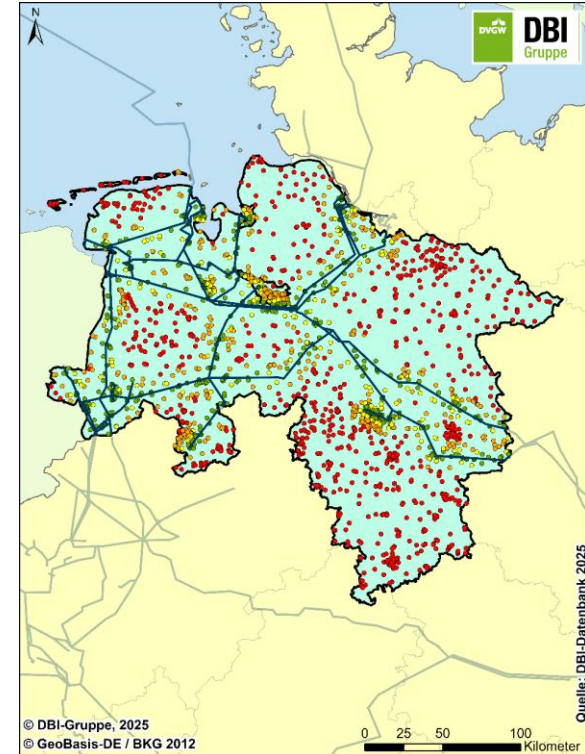 N
DVGW
DBI
Gruppe
Quelle: DBI-Datenbank 2025
© DBI-Gruppe, 2025
© GeoBasis-DE / BKG 2012
0 25 50 100
Kilometer